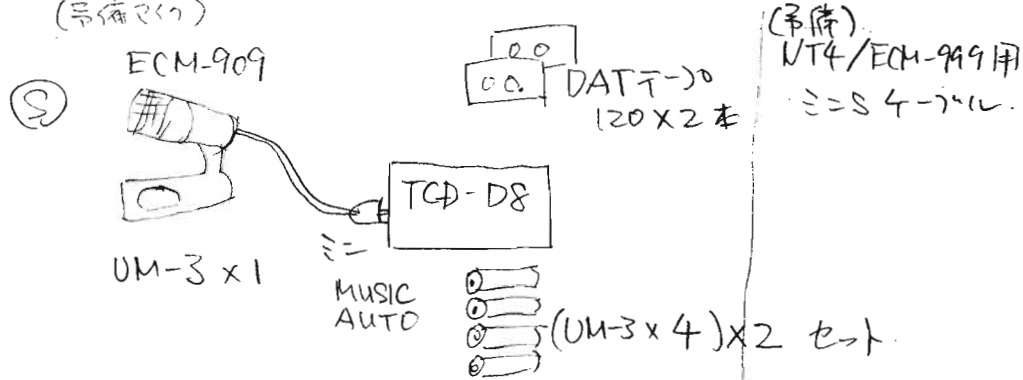 (予備マイク)
ECM-909
Ⓢ
UM-3 × 1
ミニ
TCD-D8
MUSIC
AUTO
DATテープ
120×2本
(UM-3 × 4)×2 セット
(予備)
NT4/ECM-999用
ミニS ケーブル.